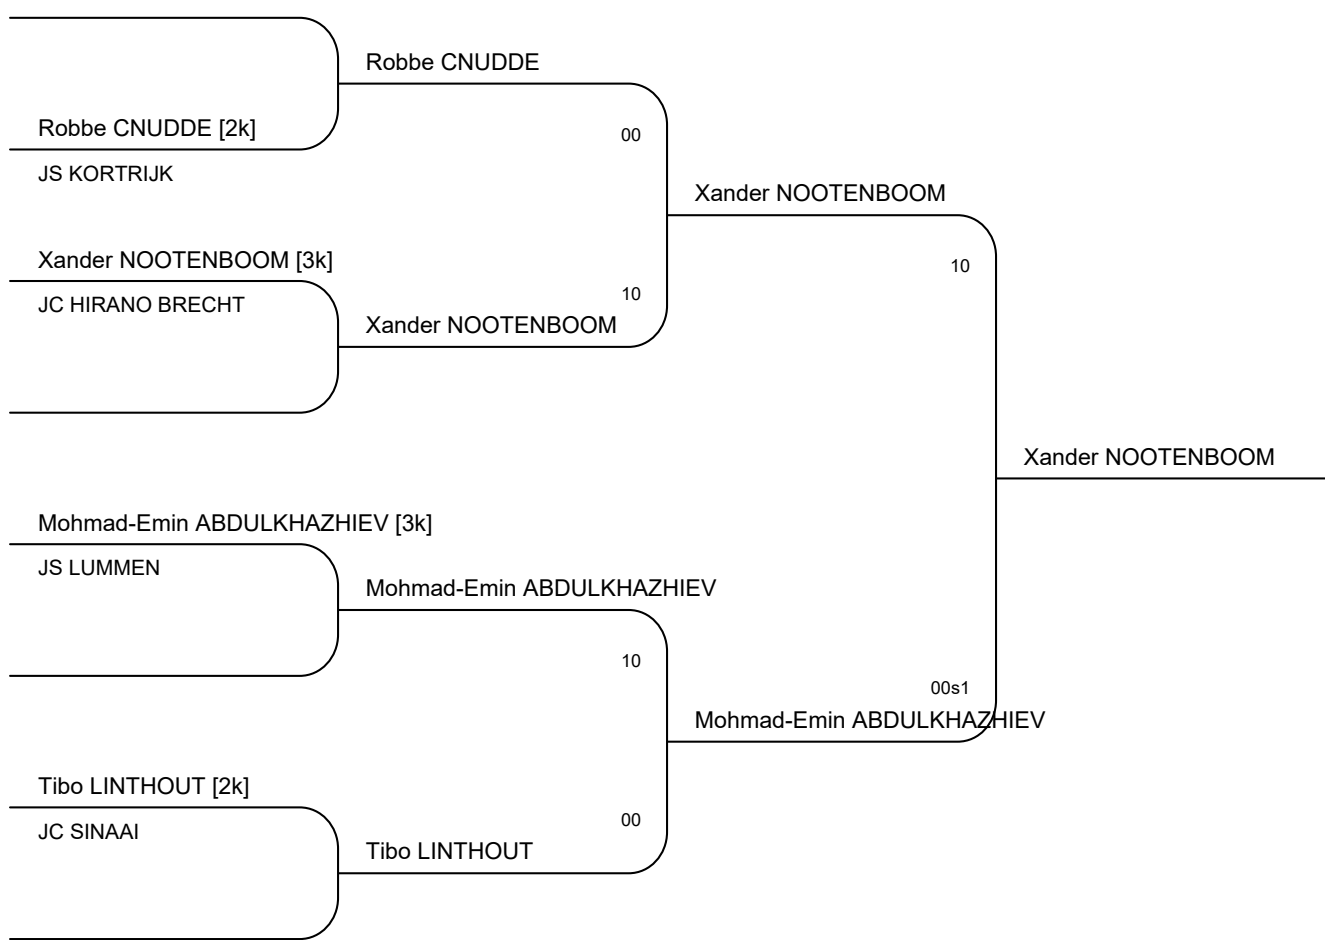 Robbe CNUDDE
Robbe CNUDDE [2k]
00
JS KORTRIJK
Xander NOOTENBOOM
Xander NOOTENBOOM [3k]
10
JC HIRANO BRECHT
10
Xander NOOTENBOOM
Xander NOOTENBOOM
Mohmad-Emin ABDULKHAZHIEV [3k]
JS LUMMEN
Mohmad-Emin ABDULKHAZHIEV
10
00s1
Mohmad-Emin ABDULKHAZHIEV
Tibo LINTHOUT [2k]
00
JC SINAAI
Tibo LINTHOUT